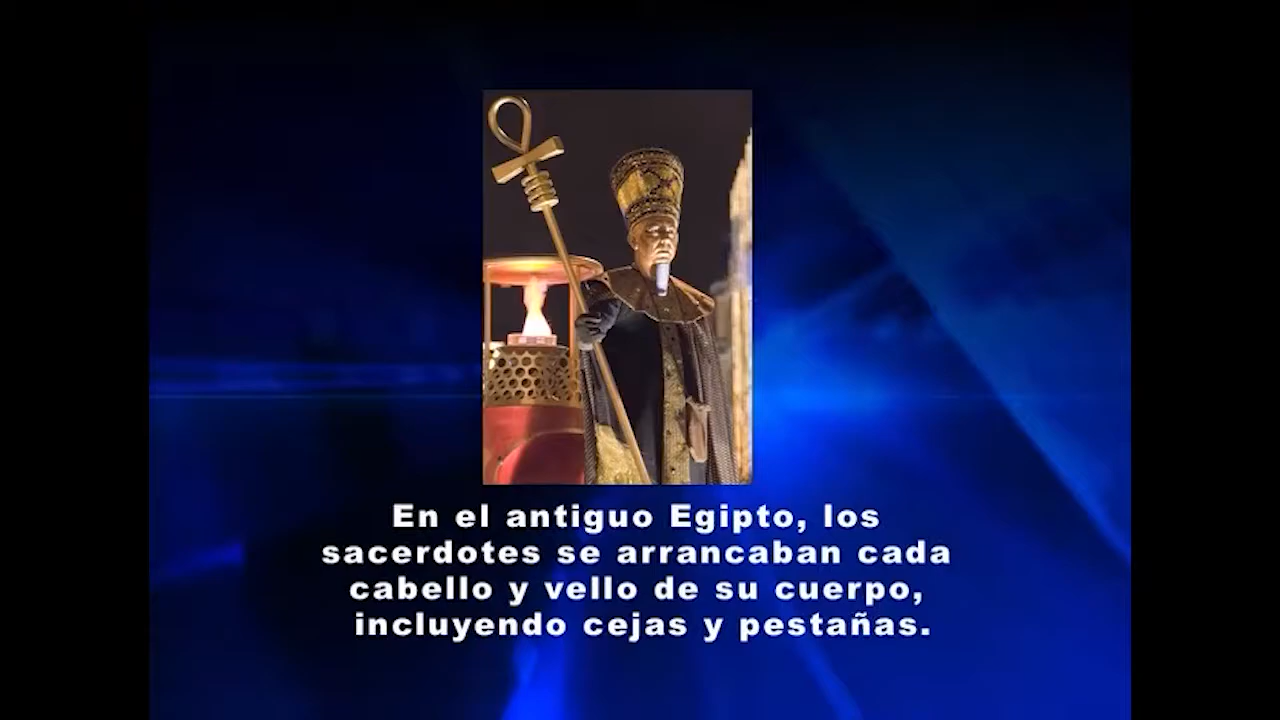 En el antiguo Egipto, los
sacerdotes se arrancaban cada
cabello y vello de su cuerpo,
incluyendo cejas y pestañas.